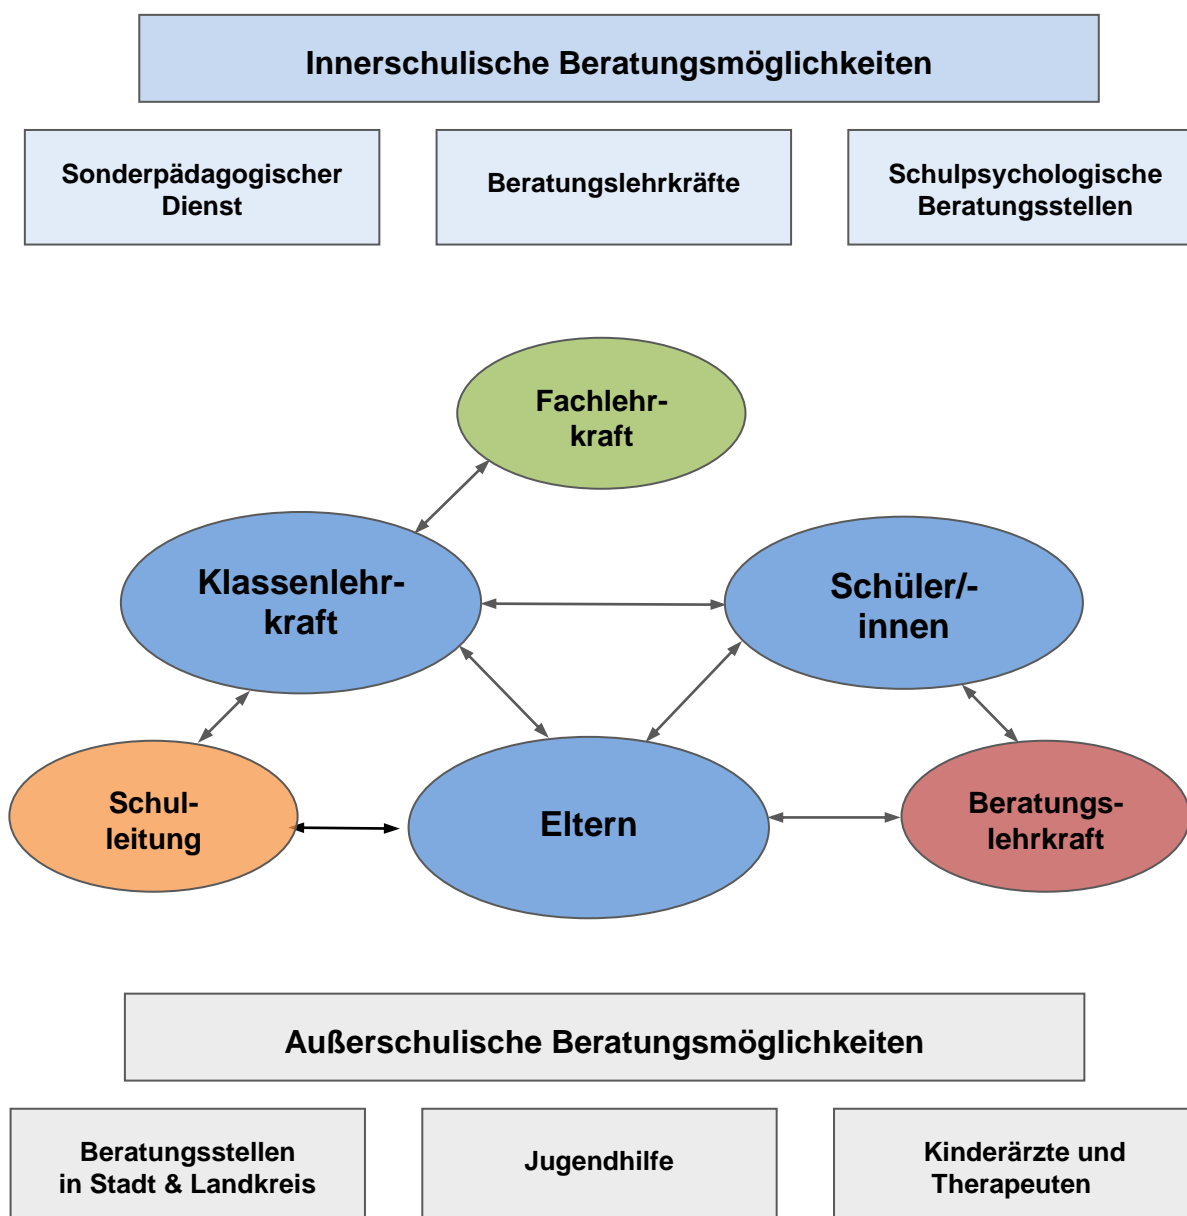 Innerschulische Beratungsmöglichkeiten
Sonderpädagogischer
Dienst
Beratungslehrkräfte
Schulpsychologische
Beratungsstellen
Fachlehr-
kraft
Klassenlehr-
kraft
Schüler/-
innen
Schul-
leitung
Eltern
Beratungs-
lehrkraft
Außerschulische Beratungsmöglichkeiten
Beratungsstellen
in Stadt & Landkreis
Jugendhilfe
Kinderärzte und
Therapeuten